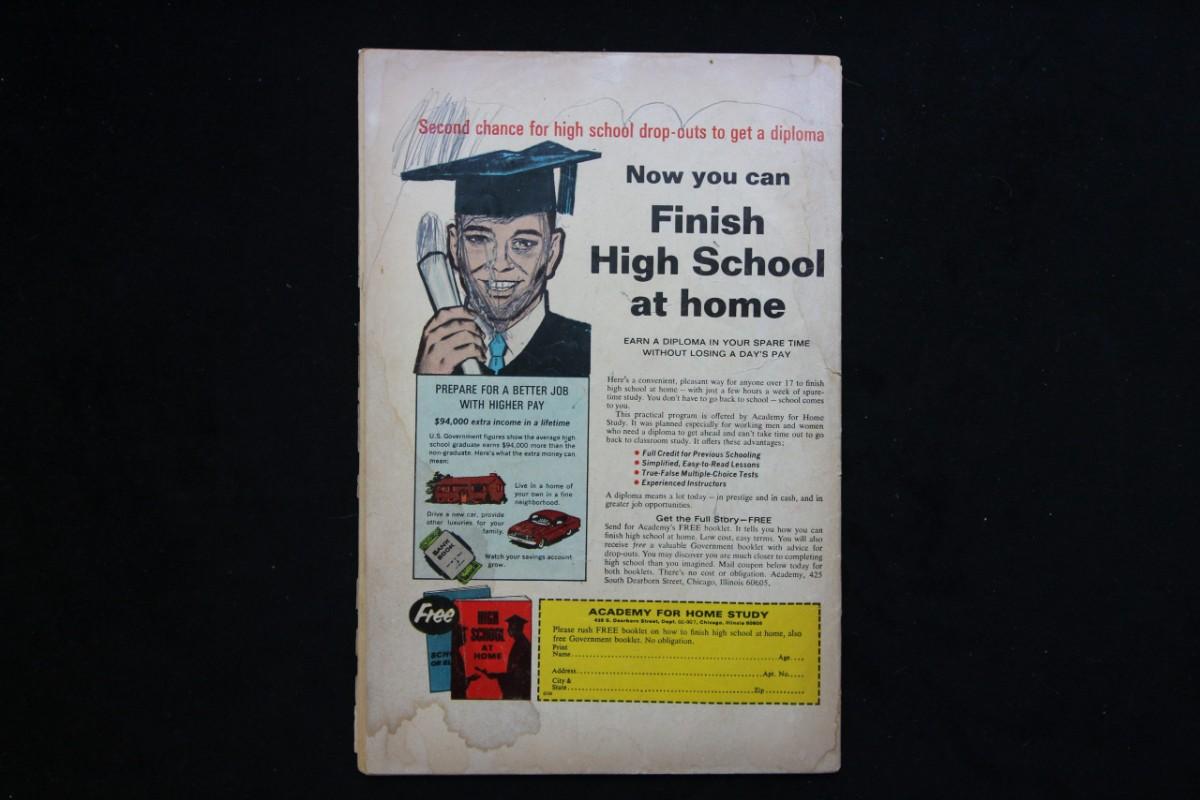 Second chance for high school drop-outs to get a diploma
Now you can
Finish
High School
at home
EARN A DIPLOMA IN YOUR SPARE TIME
WITHOUT LOSING A DAY'S PAY
PREPARE FOR A BETTER JOB
WITH HIGHER PAY
$94,000 extra income in a lifetime
U.S. Government figures show the average high
school graduate earns $94,000 more than the
non-graduate. Here's what the extra money can
mean:
Live in a home of
your own in a fine
neighborhood.
Drive a new car, provide
other luxuries for your
family.
BANK
BOOK
Watch your savings account
grow.
Here's a convenient, pleasant way for anyone over 17 to finish
high school at home – with just a few hours a week of spare-
time study. You don't have to go back to school – school comes
to you.
This practical program is offered by Academy for Home
Study. It was planned especially for working men and women
who need a diploma to get ahead and can't take time out to go
back to classroom study. It offers these advantages:
• Full Credit for Previous Schooling
• Simplified, Easy-to-Read Lessons
• True-False Multiple-Choice Tests
• Experienced Instructors
A diploma means a lot today – in prestige and in cash, and in
greater job opportunities.
Get the Full Story—FREE
Send for Academy's FREE booklet. It tells you how you can
finish high school at home. Low cost, easy terms. You will also
receive free a valuable Government booklet with advice for
drop-outs. You may discover you are much closer to completing
high school than you imagined. Mail coupon below today for
both booklets. There's no cost or obligation. Academy, 425
South Dearborn Street, Chicago, Illinois 60605.
Free
SCH
OR EL
HIGH
SCHOOL
AT
HOME
ACADEMY FOR HOME STUDY
S. Dearborn Street, Dept. Chicago, Illinois 60605
Please rush FREE booklet on how to finish high school at home, also
free Government booklet. No obligation.
Print
Name Age
Address Apt. No.
City &
State Zip